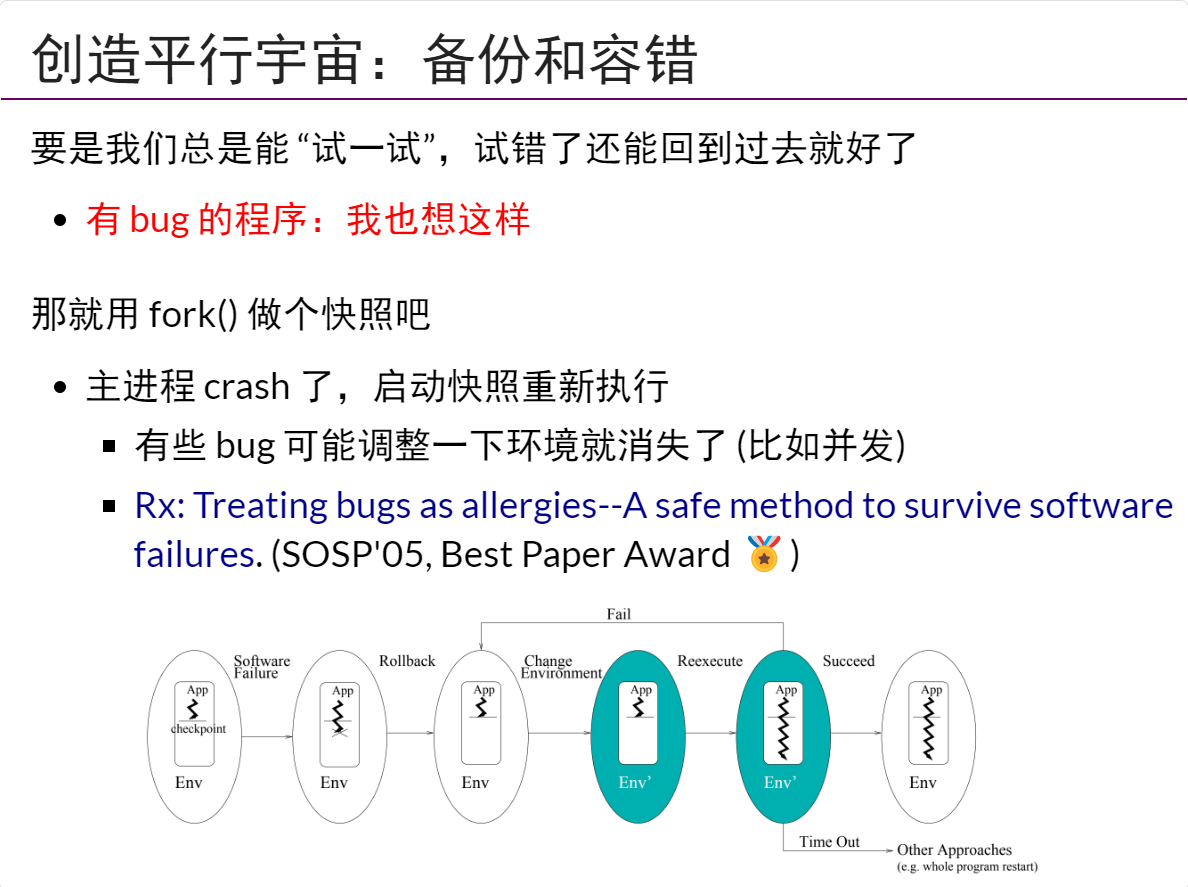 创造平行宇宙：备份和容错
要是我们总是能 “试一试”，试错了还能回到过去就好了
有 bug 的程序：我也想这样
那就用 fork() 做个快照吧
主进程 crash 了，启动快照重新执行
有些 bug 可能调整一下环境就消失了 (比如并发)
Rx: Treating bugs as allergies--A safe method to survive software
failures. (SOSP'05, Best Paper Award 🏅)
Fail
Software
Failure
Rollback
Change
Environment
Reexecute
Succeed
App
App
App
App
App
App
checkpoint
Env
Env
Env
Env’
Env’
Env
Time Out
Other Approaches
(e.g. whole program restart)